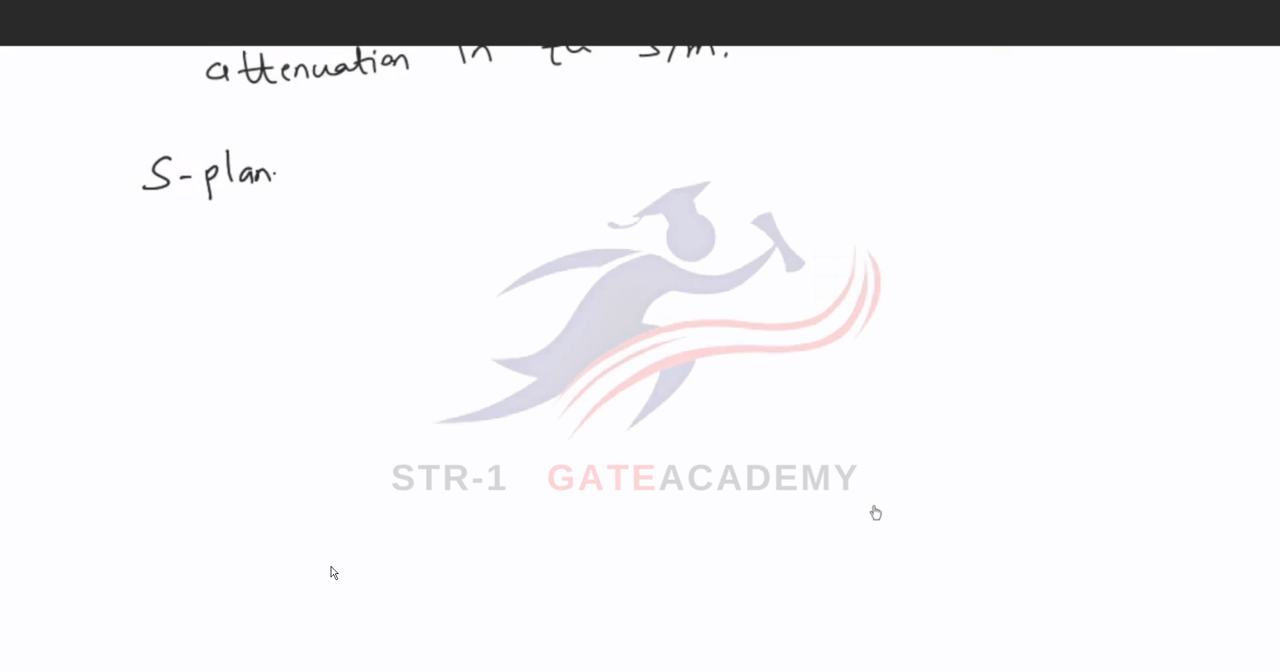 attenuation in the s/m.
S-plan.
STR-1 GATEACADEMY